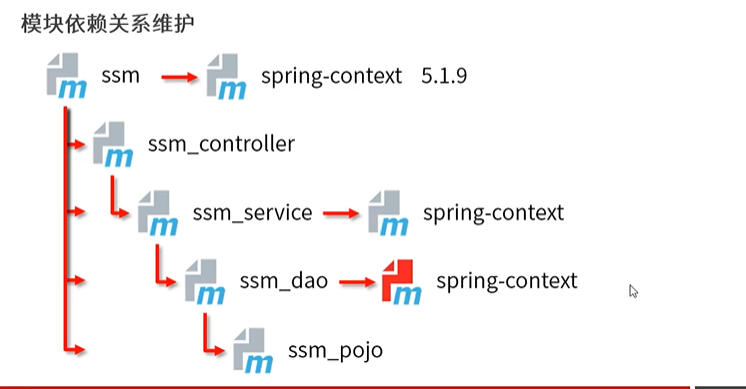 模块依赖关系维护
m ssm m spring-context 5.1.9
m ssm_controller
m ssm_service m spring-context
m ssm_dao m spring-context
m ssm_pojo